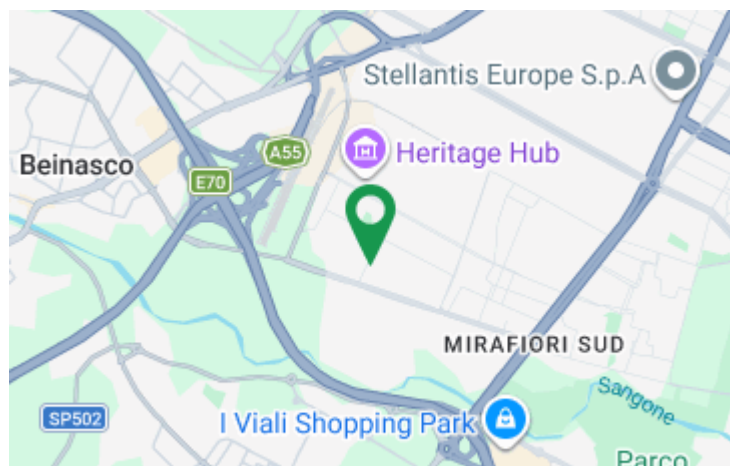 Stellantis Europe S.p.A
Heritage Hub
A55
Beinasco
E70
MIRAFIORI SUD
Sangone
SP502
I Viali Shopping Park
Parco